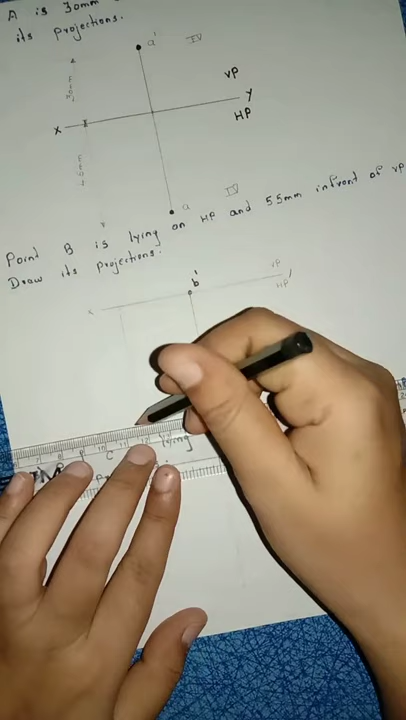 A is 30mm
its projections.
a'
IV
VP
X
Y
HP
a
IV
Point B is lying on HP and 55mm infront of VP
Draw its projections.
b'
VP
X
Y
HP
C
lying